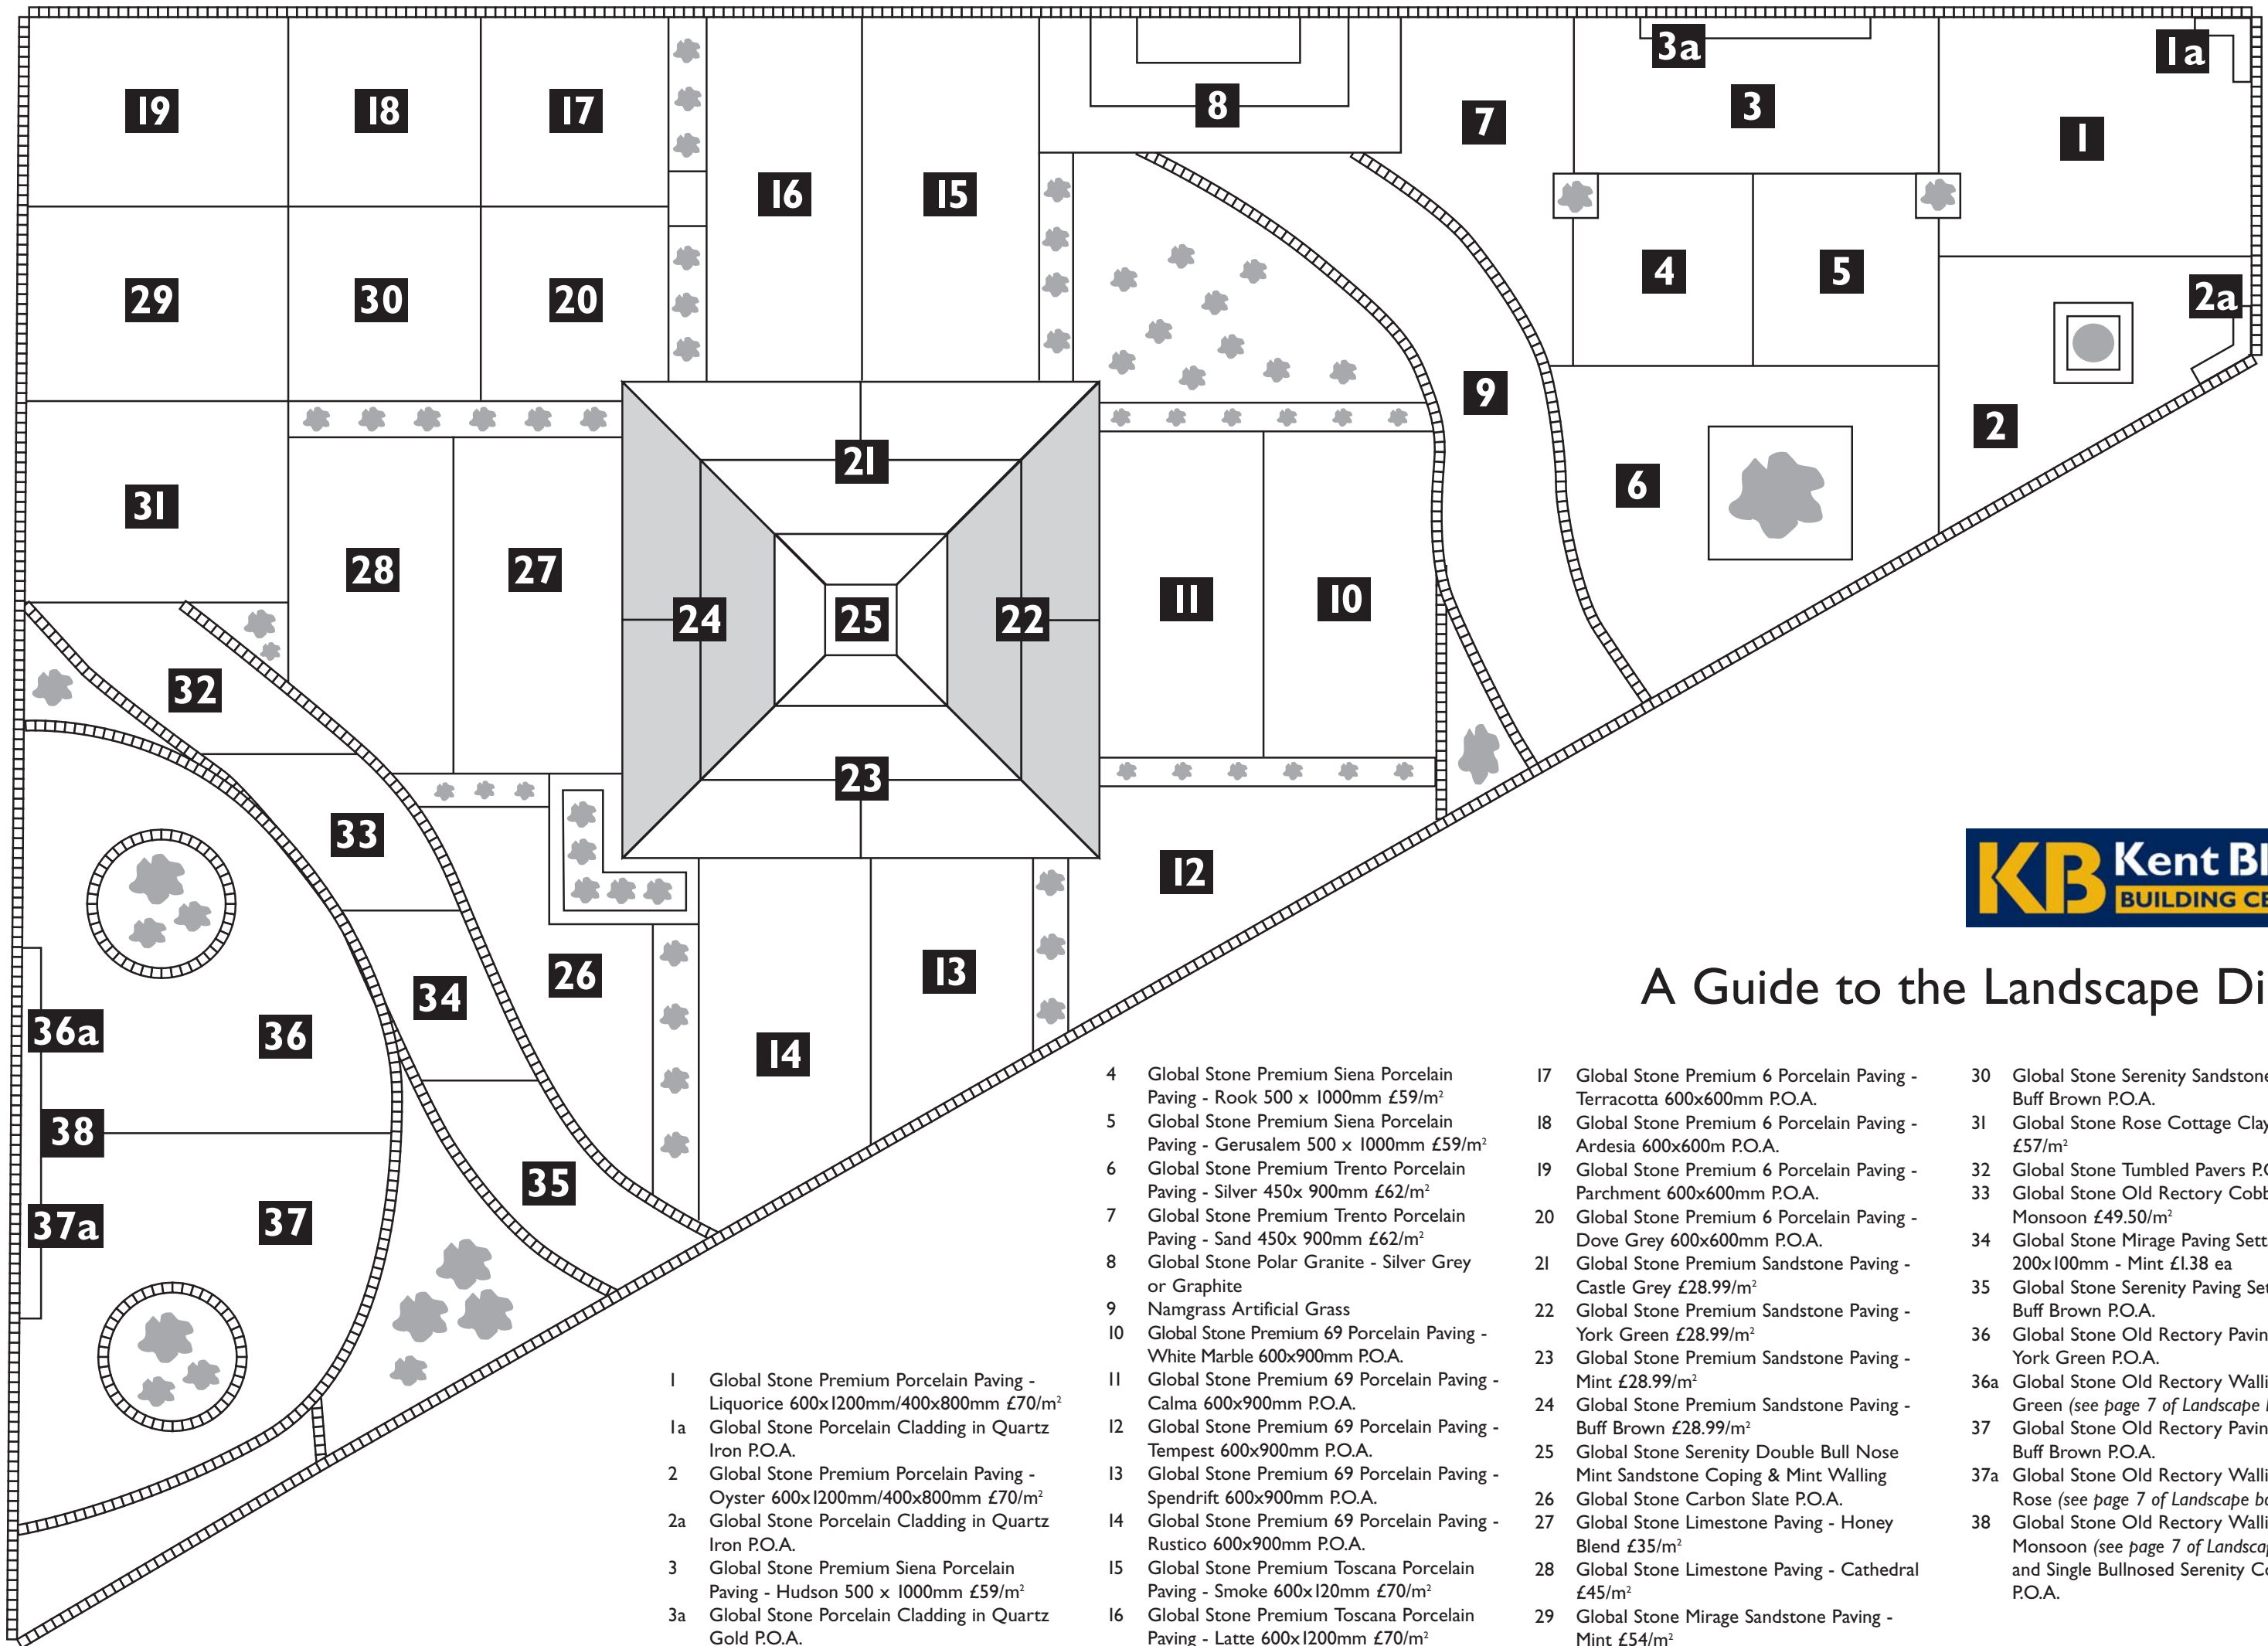 19
18
17
16
15
8
7
3a
3
1a
1
29
30
20
4
5
2a
9
2
31
21
6
28
27
24
25
22
11
10
32
23
33
12
26
13
34
36a
36
14
38
35
37a
37
KB Kent
BUILDING
A Guide to the Landscape
1 Global Stone Premium Porcelain Paving -
Liquorice 600x1200mm/400x800mm £70/m²
1a Global Stone Porcelain Cladding in Quartz
Iron P.O.A.
2 Global Stone Premium Porcelain Paving -
Oyster 600x1200mm/400x800mm £70/m²
2a Global Stone Porcelain Cladding in Quartz
Iron P.O.A.
3 Global Stone Premium Siena Porcelain
Paving - Hudson 500 x 1000mm £59/m²
3a Global Stone Porcelain Cladding in Quartz
Gold P.O.A.
4 Global Stone Premium Siena Porcelain
Paving - Rook 500 x 1000mm £59/m²
5 Global Stone Premium Siena Porcelain
Paving - Gerusalem 500 x 1000mm £59/m²
6 Global Stone Premium Trento Porcelain
Paving - Silver 450x 900mm £62/m²
7 Global Stone Premium Trento Porcelain
Paving - Sand 450x 900mm £62/m²
8 Global Stone Polar Granite - Silver Grey
or Graphite
9 Namgrass Artificial Grass
10 Global Stone Premium 69 Porcelain Paving -
White Marble 600x900mm P.O.A.
11 Global Stone Premium 69 Porcelain Paving -
Calma 600x900mm P.O.A.
12 Global Stone Premium 69 Porcelain Paving -
Tempest 600x900mm P.O.A.
13 Global Stone Premium 69 Porcelain Paving -
Spendrift 600x900mm P.O.A.
14 Global Stone Premium 69 Porcelain Paving -
Rustico 600x900mm P.O.A.
15 Global Stone Premium Toscana Porcelain
Paving - Smoke 600x120mm £70/m²
16 Global Stone Premium Toscana Porcelain
Paving - Latte 600x1200mm £70/m²
17 Global Stone Premium 6 Porcelain Paving -
Terracotta 600x600mm P.O.A.
18 Global Stone Premium 6 Porcelain Paving -
Ardesia 600x600m P.O.A.
19 Global Stone Premium 6 Porcelain Paving -
Parchment 600x600mm P.O.A.
20 Global Stone Premium 6 Porcelain Paving -
Dove Grey 600x600mm P.O.A.
21 Global Stone Premium Sandstone Paving -
Castle Grey £28.99/m²
22 Global Stone Premium Sandstone Paving -
York Green £28.99/m²
23 Global Stone Premium Sandstone Paving -
Mint £28.99/m²
24 Global Stone Premium Sandstone Paving -
Buff Brown £28.99/m²
25 Global Stone Serenity Double Bull Nose
Mint Sandstone Coping & Mint Walling
26 Global Stone Carbon Slate P.O.A.
27 Global Stone Limestone Paving - Honey
Blend £35/m²
28 Global Stone Limestone Paving - Cathedral
£45/m²
29 Global Stone Mirage Sandstone Paving -
Mint £54/m²
30 Global Stone Serenity Sandstone
Buff Brown P.O.A.
31 Global Stone Rose Cottage Clay
£57/m²
32 Global Stone Tumbled Pavers
33 Global Stone Old Rectory
Monsoon £49.50/m²
34 Global Stone Mirage Paving
200x100mm - Mint £1.38 ea
35 Global Stone Serenity Paving
Buff Brown P.O.A.
36 Global Stone Old Rectory
York Green P.O.A.
36a Global Stone Old Rectory
Green (see page 7 of Landscape
37 Global Stone Old Rectory
Buff Brown P.O.A.
37a Global Stone Old Rectory
Rose (see page 7 of Landscape
38 Global Stone Old Rectory
Monsoon (see page 7 of
and Single Bullnosed Serenity
P.O.A.